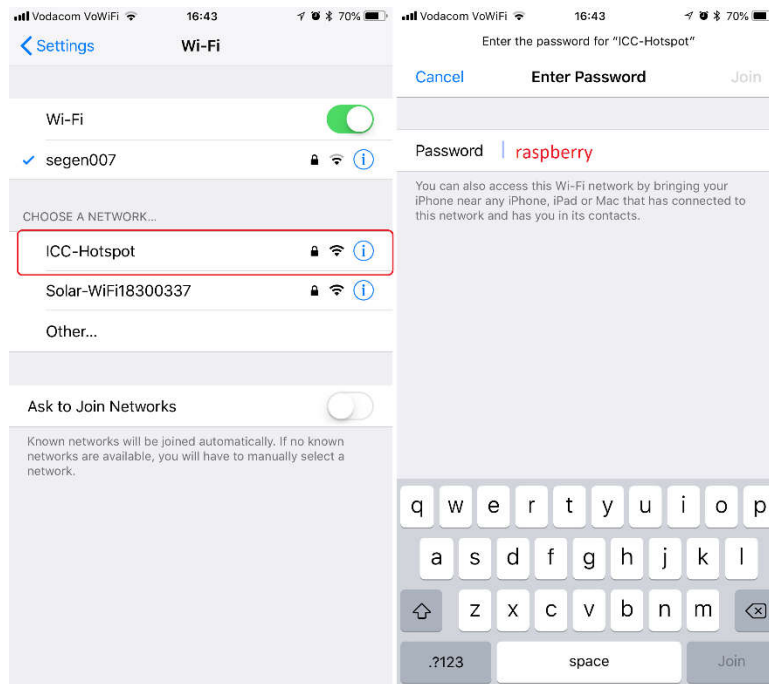 Vodacom VoWiFi 16:43 70%
Settings Wi-Fi
Wi-Fi
segen007
CHOOSE A NETWORK...
ICC-Hotspot
Solar-WiFi18300337
Other...
Ask to Join Networks
Known networks will be joined automatically. If no known
networks are available, you will have to manually select a
network.
Vodacom VoWiFi 16:43 70%
Enter the password for "ICC-Hotspot"
Cancel Enter Password Join
Password raspberry
You can also access this Wi-Fi network by bringing your
iPhone near any iPhone, iPad or Mac that has connected to
this network and has you in its contacts.
q w e r t y u i o p
a s d f g h j k l
z x c v b n m
.?123 space Join